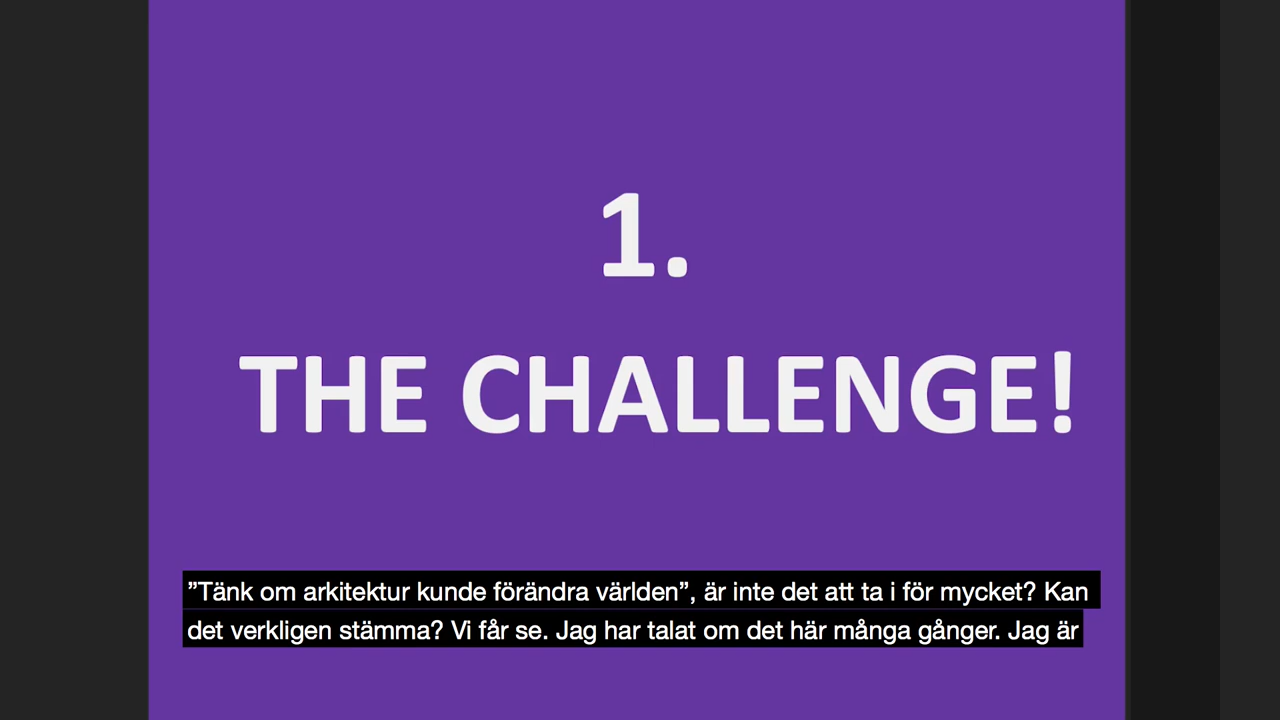 1.
THE CHALLENGE!
”Tänk om arkitektur kunde förändra världen”, är inte det att ta i för mycket? Kan
det verkligen stämma? Vi får se. Jag har talat om det här många gånger. Jag är